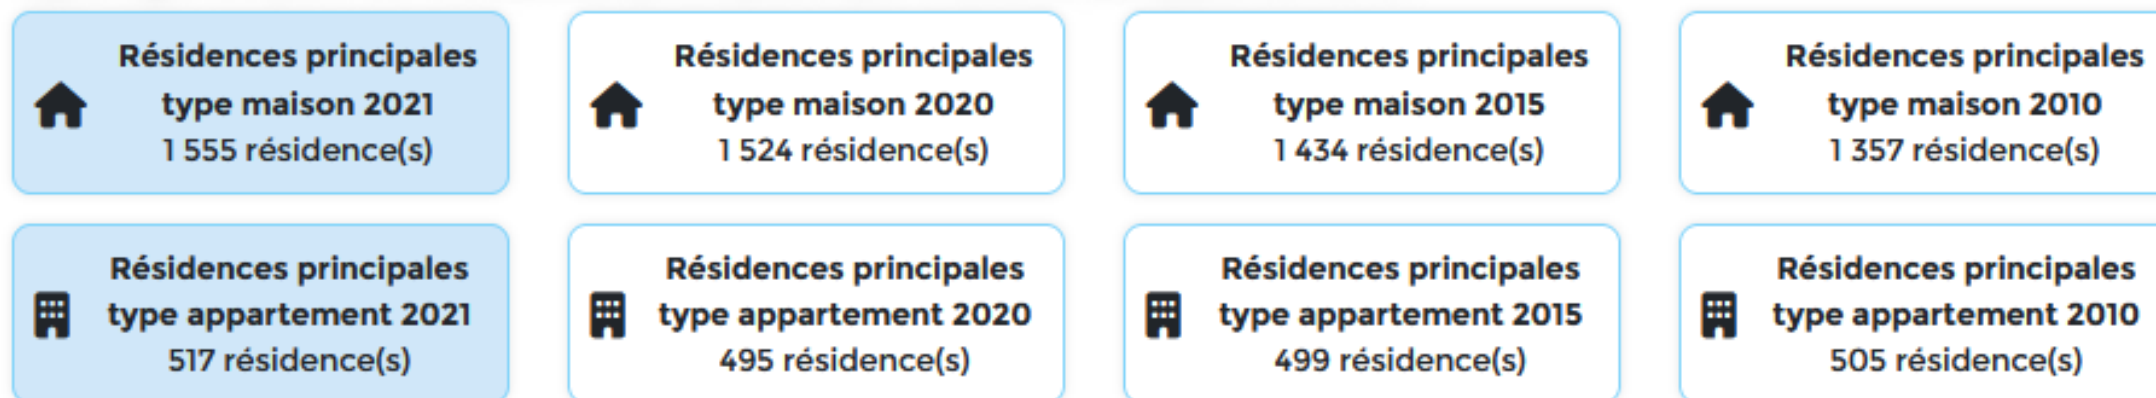 Résidences principales
type maison 2021
1 555 résidence(s)
Résidences principales
type maison 2020
1 524 résidence(s)
Résidences principales
type maison 2015
1 434 résidence(s)
Résidences principales
type maison 2010
1 357 résidence(s)
Résidences principales
type appartement 2021
517 résidence(s)
Résidences principales
type appartement 2020
495 résidence(s)
Résidences principales
type appartement 2015
499 résidence(s)
Résidences principales
type appartement 2010
505 résidence(s)